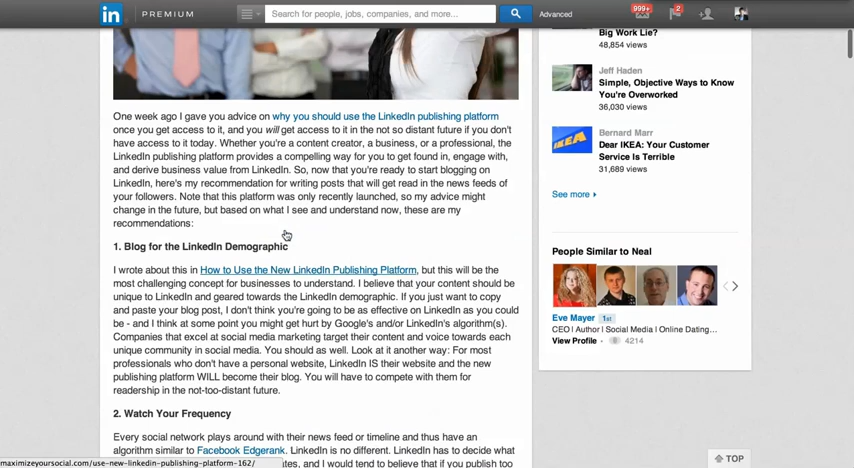 in
PREMIUM
Search for people, jobs, companies, and more...
Advanced
999+
2
Big Work Lie?
48,854 views
Jeff Haden
Simple, Objective Ways to Know
You're Overworked
36,030 views
IKEA
Bernard Marr
Dear IKEA: Your Customer
Service Is Terrible
31,689 views
See more
People Similar to Neal
Eve Mayer 1st
CEO | Author | Social Media | Online Dating...
View Profile • 4214
One week ago I gave you advice on why you should use the LinkedIn publishing platform
once you get access to it, and you will get access to it in the not so distant future if you don't
have access to it today. Whether you're a content creator, a business, or a professional, the
LinkedIn publishing platform provides a compelling way for you to get found in, engage with,
and derive business value from LinkedIn. So, now that you're ready to start blogging on
LinkedIn, here's my recommendation for writing posts that will get read in the news feeds of
your followers. Note that this platform was only recently launched, so my advice might
change in the future, but based on what I see and understand now, these are my
recommendations:
1. Blog for the LinkedIn Demographic
I wrote about this in How to Use the New LinkedIn Publishing Platform, but this will be the
most challenging concept for businesses to understand. I believe that your content should be
unique to LinkedIn and geared towards the LinkedIn demographic. If you just want to copy
and paste your blog post, I don't think you're going to be as effective on LinkedIn as you could
be - and I think at some point you might get hurt by Google's and/or LinkedIn's algorithm(s).
Companies that excel at social media marketing target their content and voice towards each
unique community in social media. You should as well. Look at it another way: For most
professionals who don't have a personal website, LinkedIn IS their website and the new
publishing platform WILL become their blog. You will have to compete with them for
readership in the not-too-distant future.
2. Watch Your Frequency
Every social network plays around with their news feed or timeline and thus have an
algorithm similar to Facebook Edgerank. LinkedIn is no different. LinkedIn has to decide what
ates, and I would tend to believe that if you publish too
maximizeyoursocial.com/use-new-linkedin-publishing-platform-162/
TOP